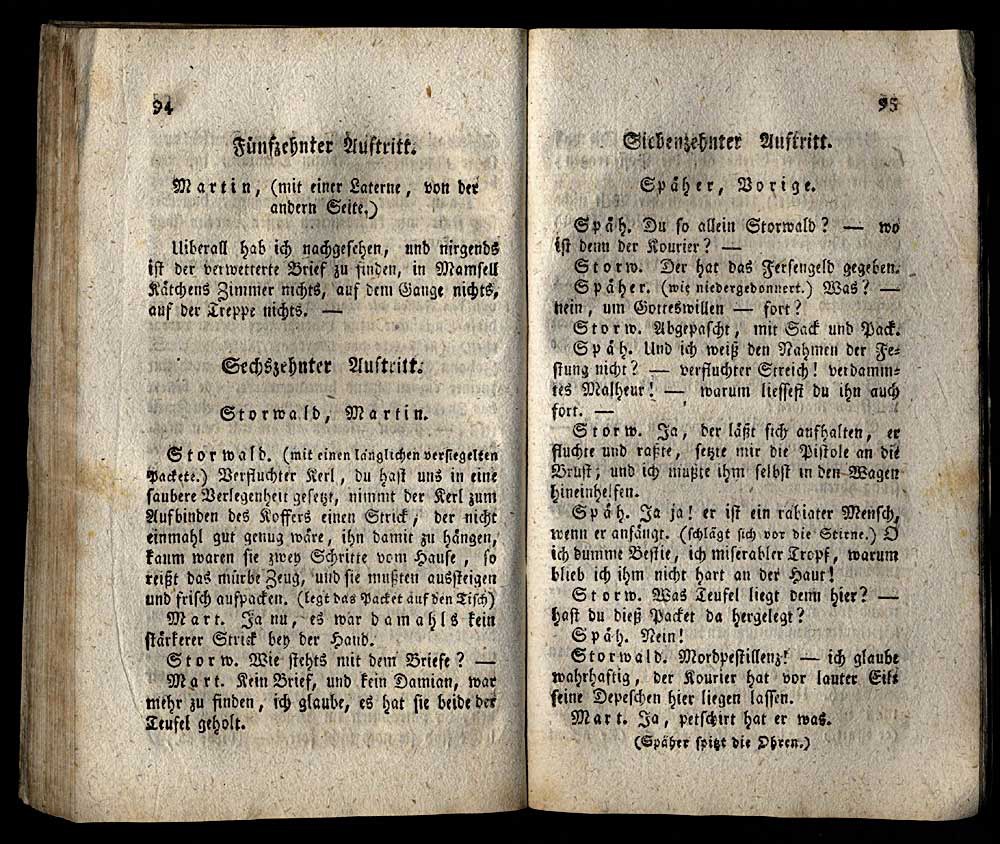 94
Fünfzehnter Auftritt.
Martin, (mit einer Laterne, von der
andern Seite.)
Uiberall hab ich nachgesehen, und nirgends
ist der verwetterte Brief zu finden, in Mamsell
Kätchens Zimmer nichts, auf dem Gange nichts,
auf der Treppe nichts. —
Sechszehnter Auftritt.
Storwald, Martin.
Storwald. (mit einen länglichen versiegelten
Packete.) Verfluchter Kerl, du hast uns in eine
saubere Verlegenheit gesetzt, nimmt der Kerl zum
Aufbinden des Koffers einen Strick, der nicht
einmahl gut genug wäre, ihn damit zu hängen,
kaum waren sie zwey Schritte vom Hause, so
reißt das mürbe Zeug, und sie mußten aussteigen
und frisch aufpacken. (legt das Packet auf den Tisch)
Mart. Ja nu, es war damahls kein
stärkerer Strick bey der Hand.
Storw. Wie stehts mit dem Briefe? —
Mart. Kein Brief, und kein Damian, war
mehr zu finden, ich glaube, es hat sie beide der
Teufel geholt.
95
Siebenzehnter Auftritt.
Späher, Vorige.
Späh. Du so allein Storwald? — wo
ist denn der Kourier? —
Storw. Der hat das Fersengeld gegeben.
Späher. (wie niedergedonnert.) Was? —
nein, um Gotteswillen — fort?
Storw. Abgepascht, mit Sack und Pack.
Späh. Und ich weiß den Nahmen der Fe-
stung nicht? — verfluchter Streich! verdamm-
tes Malheur! — warum liessest du ihn auch
fort. —
Storw. Ja, der läßt sich aufhalten, er
fluchte und raßte, setzte mir die Pistole an die
Brust; und ich mußte ihm selbst in den Wagen
hineinhelfen.
Späh. Ja ja! er ist ein rabiater Mensch,
wenn er anfängt. (schlägt sich vor die Stirne.) O
ich dumme Bestie, ich miserabler Tropf, warum
blieb ich ihm nicht hart an der Haut!
Storw. Was Teufel liegt denn hier? —
hast du dieß Packet da hergelegt?
Späh. Nein!
Storwald. Mordpestillenz! — ich glaube
wahrhaftig, der Kourier hat vor lauter Eile
seine Depeschen hier liegen lassen.
Mart. Ja, petschirt hat er was.
(Späher spitzt die Ohren.)